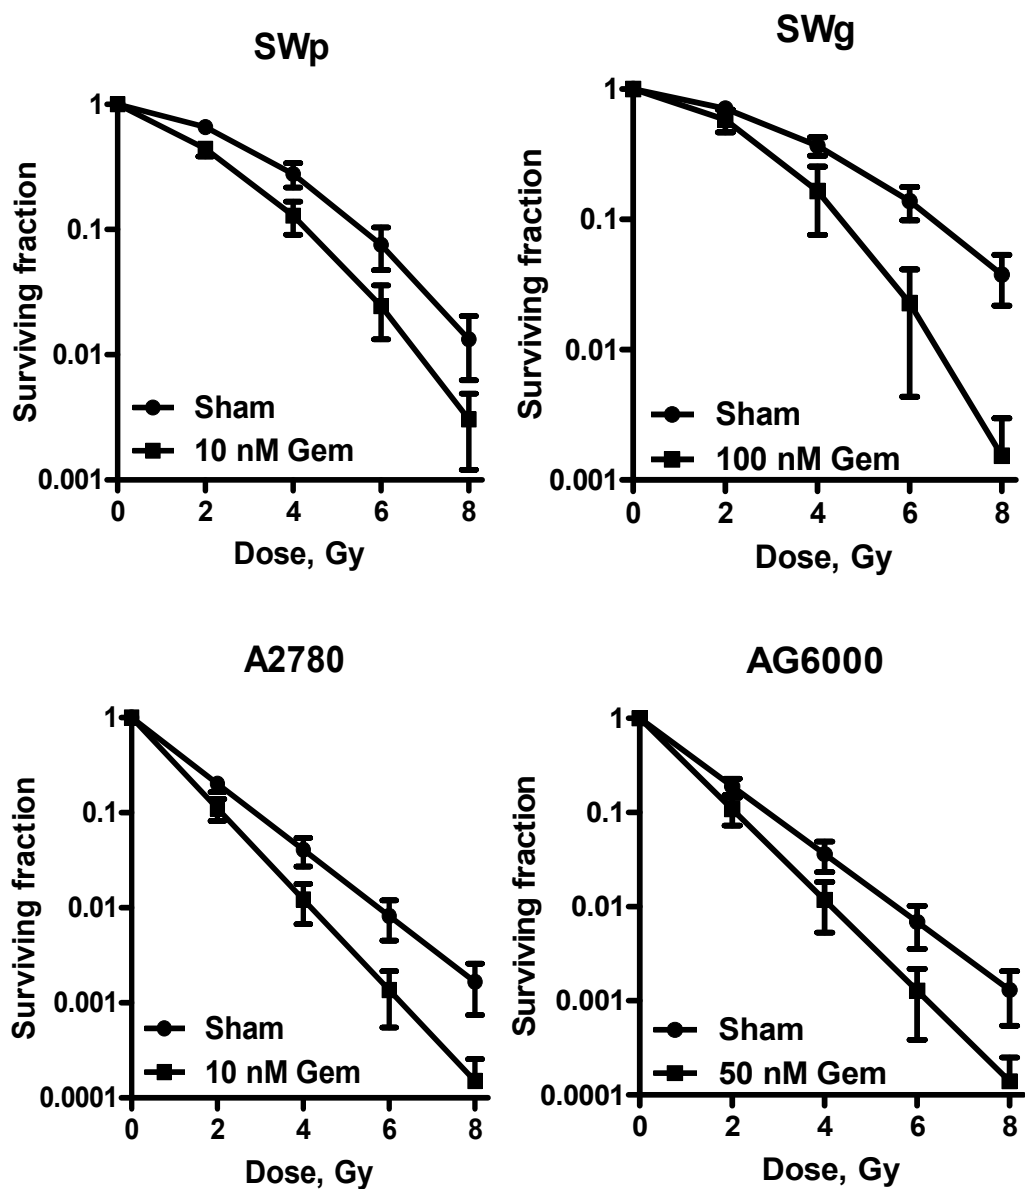 SWp
1
0.1
0.01
0.001
Surviving fraction
Sham
10 nM Gem
0 2 4 6 8
Dose, Gy
SWg
1
0.1
0.01
0.001
Surviving fraction
Sham
100 nM Gem
0 2 4 6 8
Dose, Gy
A2780
1
0.1
0.01
0.001
0.0001
Surviving fraction
Sham
10 nM Gem
0 2 4 6 8
Dose, Gy
AG6000
1
0.1
0.01
0.001
0.0001
Surviving fraction
Sham
50 nM Gem
0 2 4 6 8
Dose, Gy